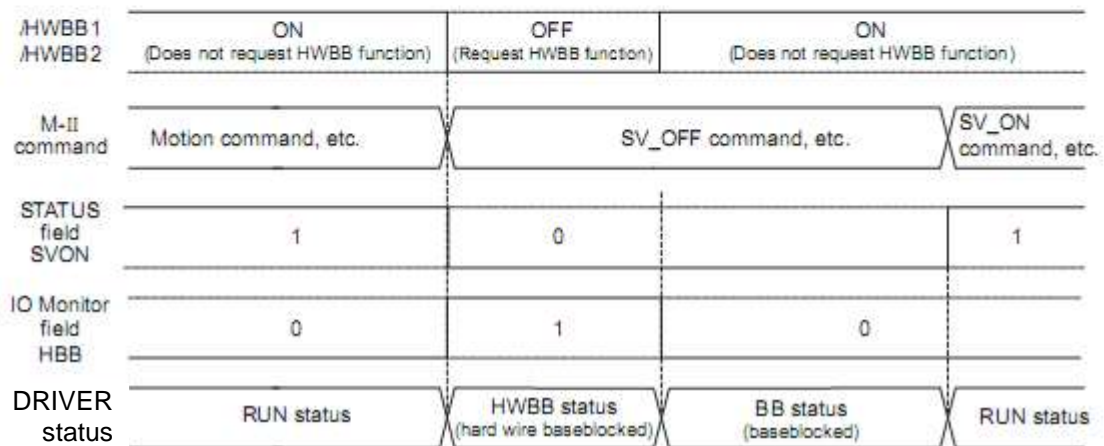 /HWBB1
/HWBB2
ON
(Does not request HWBB function)
OFF
(Request HWBB function)
ON
(Does not request HWBB function)
M-II
command
Motion command, etc.
SV_OFF command, etc.
SV_ON
command, etc.
STATUS
field
SVON
1
0
1
IO Monitor
field
HBB
0
1
0
DRIVER
status
RUN status
HWBB status
(hard wire baseblocked)
BB status
(baseblocked)
RUN status